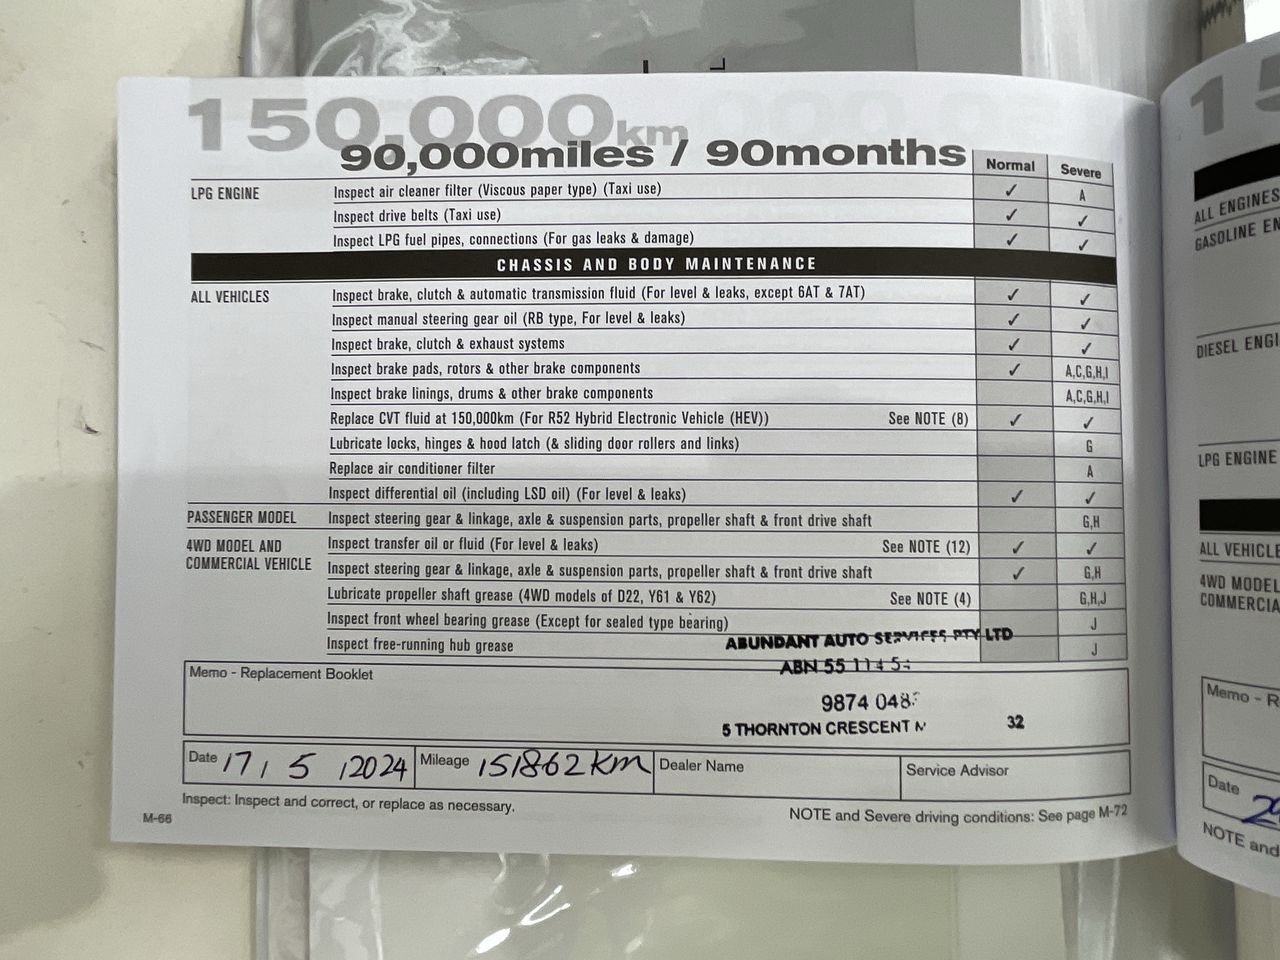 150,000km
90,000miles / 90months
Normal Severe
LPG ENGINE Inspect air cleaner filter (Viscous paper type) (Taxi use) ✓ A
Inspect drive belts (Taxi use) ✓ ✓
Inspect LPG fuel pipes, connections (For gas leaks & damage) ✓ ✓
CHASSIS AND BODY MAINTENANCE
ALL VEHICLES Inspect brake, clutch & automatic transmission fluid (For level & leaks, except 6AT & 7AT) ✓ ✓
Inspect manual steering gear oil (RB type, For level & leaks) ✓ ✓
Inspect brake, clutch & exhaust systems ✓ ✓
Inspect brake pads, rotors & other brake components ✓ A,C,G,H,I
Inspect brake linings, drums & other brake components A,C,G,H,I
Replace CVT fluid at 150,000km (For R52 Hybrid Electronic Vehicle (HEV)) See NOTE (8) ✓ ✓
Lubricate locks, hinges & hood latch (& sliding door rollers and links) G
Replace air conditioner filter A
Inspect differential oil (including LSD oil) (For level & leaks) ✓ ✓
PASSENGER MODEL Inspect steering gear & linkage, axle & suspension parts, propeller shaft & front drive shaft G,H
4WD MODEL AND Inspect transfer oil or fluid (For level & leaks) See NOTE (12) ✓ ✓
COMMERCIAL VEHICLE Inspect steering gear & linkage, axle & suspension parts, propeller shaft & front drive shaft ✓ G,H
Lubricate propeller shaft grease (4WD models of D22, Y61 & Y62) See NOTE (4) G,H,J
Inspect front wheel bearing grease (Except for sealed type bearing) J
Inspect free-running hub grease J
ABUNDANT AUTO SERVICES PTY LTD
ABN 55 114
Memo - Replacement Booklet
9874
5 THORNTON CRESCENT 32
Date 17 / 5 / 2024 Mileage 151862 KM Dealer Name Service Advisor
Inspect: Inspect and correct, or replace as necessary.
M-66 NOTE and Severe driving conditions: See page M-72
15
ALL ENGINES
GASOLINE
DIESEL
LPG ENGINE
ALL
4WD
Memo
Date
NOTE and